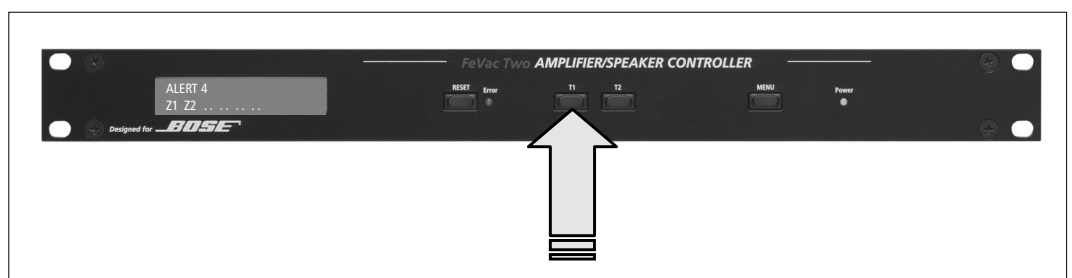 FeVac Two AMPLIFIER/SPEAKER CONTROLLER
ALERT 4
Z1 Z2 .. .. .. ..
RESET Error T1 T2 MENU Power
Designed for BOSE